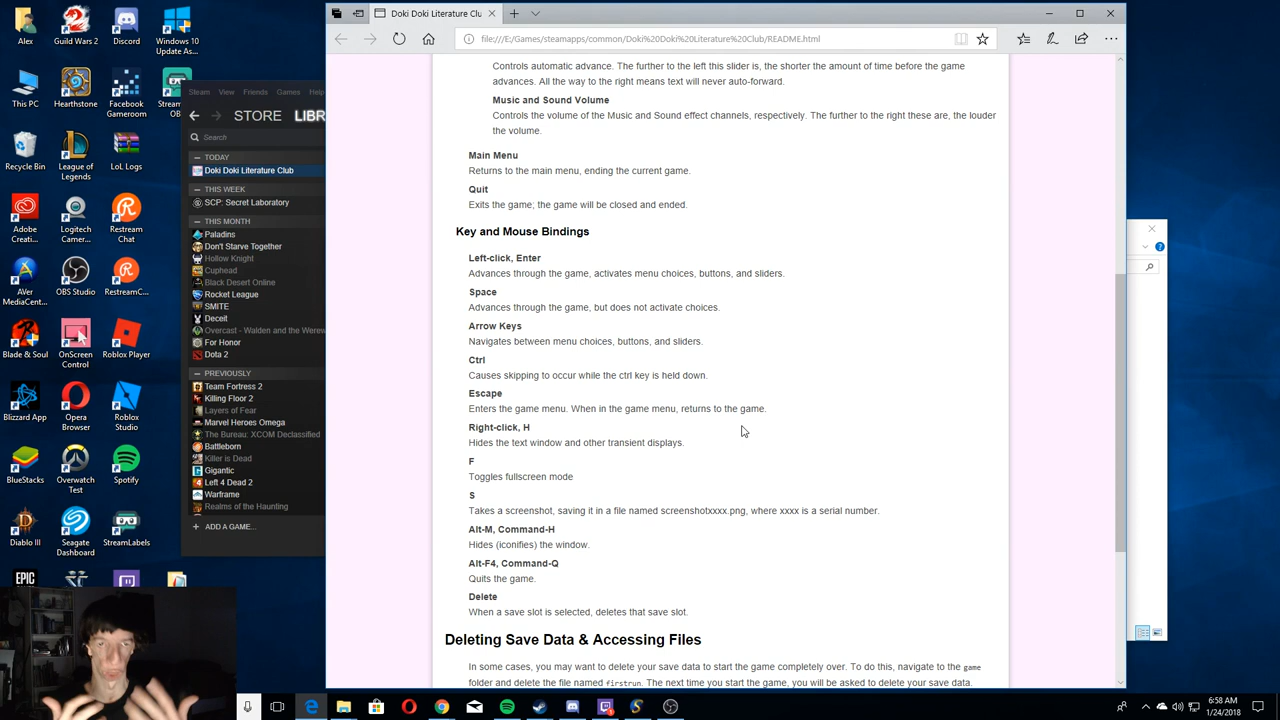 Alex
Guild Wars 2
Discord
Windows 10
Update As...
This PC
Hearthstone
Facebook
Gameroom
Stream
OB
Recycle Bin
League of
Legends
LoL Logs
Adobe
Creati...
Logitech
Camer...
Restream
Chat
AVer
MediaCent...
OBS Studio
RestreamC...
Blade & Soul
OnScreen
Control
Roblox Player
Blizzard App
Opera
Browser
Roblox
Studio
BlueStacks
Overwatch
Test
Spotify
Diablo III
Seagate
Dashboard
StreamLabels
EPIC
Steam View Friends Games Help
STORE LIBR
Search
TODAY
Doki Doki Literature Club
THIS WEEK
SCP: Secret Laboratory
THIS MONTH
Paladins
Don't Starve Together
Hollow Knight
Cuphead
Black Desert Online
Rocket League
SMITE
Deceit
Overcast - Walden and the Werew
For Honor
Dota 2
PREVIOUSLY
Team Fortress 2
Killing Floor 2
Layers of Fear
Marvel Heroes Omega
The Bureau: XCOM Declassified
Battleborn
Killer is Dead
Gigantic
Left 4 Dead 2
Warframe
Realms of the Haunting
+ ADD A GAME...
Doki Doki Literature Clu
file:///E:/Games/steamapps/common/Doki%20Doki%20Literature%20Club/README.html
Controls automatic advance. The further to the left this slider is, the shorter the amount of time before the game
advances. All the way to the right means text will never auto-forward.
Music and Sound Volume
Controls the volume of the Music and Sound effect channels, respectively. The further to the right these are, the louder
the volume.
Main Menu
Returns to the main menu, ending the current game.
Quit
Exits the game; the game will be closed and ended.
Key and Mouse Bindings
Left-click, Enter
Advances through the game, activates menu choices, buttons, and sliders.
Space
Advances through the game, but does not activate choices.
Arrow Keys
Navigates between menu choices, buttons, and sliders.
Ctrl
Causes skipping to occur while the ctrl key is held down.
Escape
Enters the game menu. When in the game menu, returns to the game.
Right-click, H
Hides the text window and other transient displays.
F
Toggles fullscreen mode
S
Takes a screenshot, saving it in a file named screenshotxxxx.png, where xxxx is a serial number.
Alt-M, Command-H
Hides (iconifies) the window.
Alt-F4, Command-Q
Quits the game.
Delete
When a save slot is selected, deletes that save slot.
Deleting Save Data & Accessing Files
In some cases, you may want to delete your save data to start the game completely over. To do this, navigate to the game
folder and delete the file named firstrun. The next time you start the game, you will be asked to delete your save data.
6:58 AM
1/24/2018